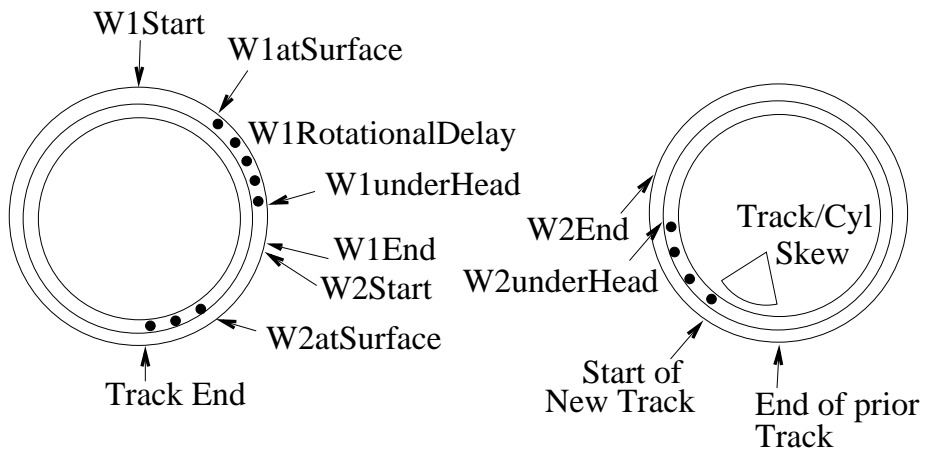 W1Start
W1atSurface
W1RotationalDelay
W1underHead
W1End
W2Start
W2atSurface
Track End
W2End
W2underHead
Track/Cyl
Skew
Start of
New Track
End of prior
Track